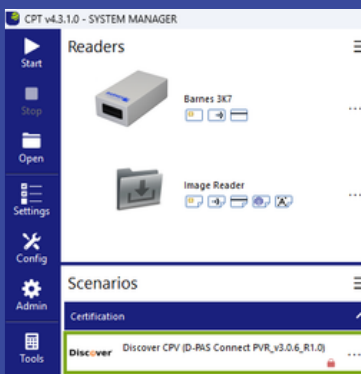 CPT v4.3.1.0 - SYSTEM MANAGER
Start
Stop
Open
Settings
Config
Admin
Tools
Readers
Barnes 3K7
Image Reader
Scenarios
Certification
Discover
Discover CPV (D-PAS Connect PVR_v3.0.6_R1.0)